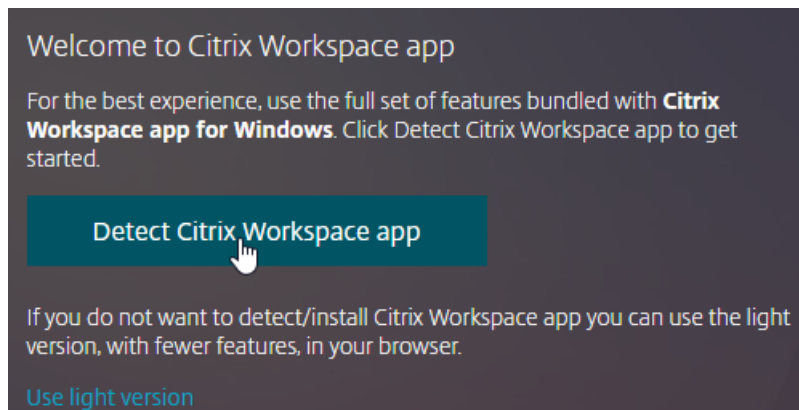 Welcome to Citrix Workspace app
For the best experience, use the full set of features bundled with Citrix
Workspace app for Windows. Click Detect Citrix Workspace app to get
started.
Detect Citrix Workspace app
If you do not want to detect/install Citrix Workspace app you can use the light
version, with fewer features, in your browser.
Use light version